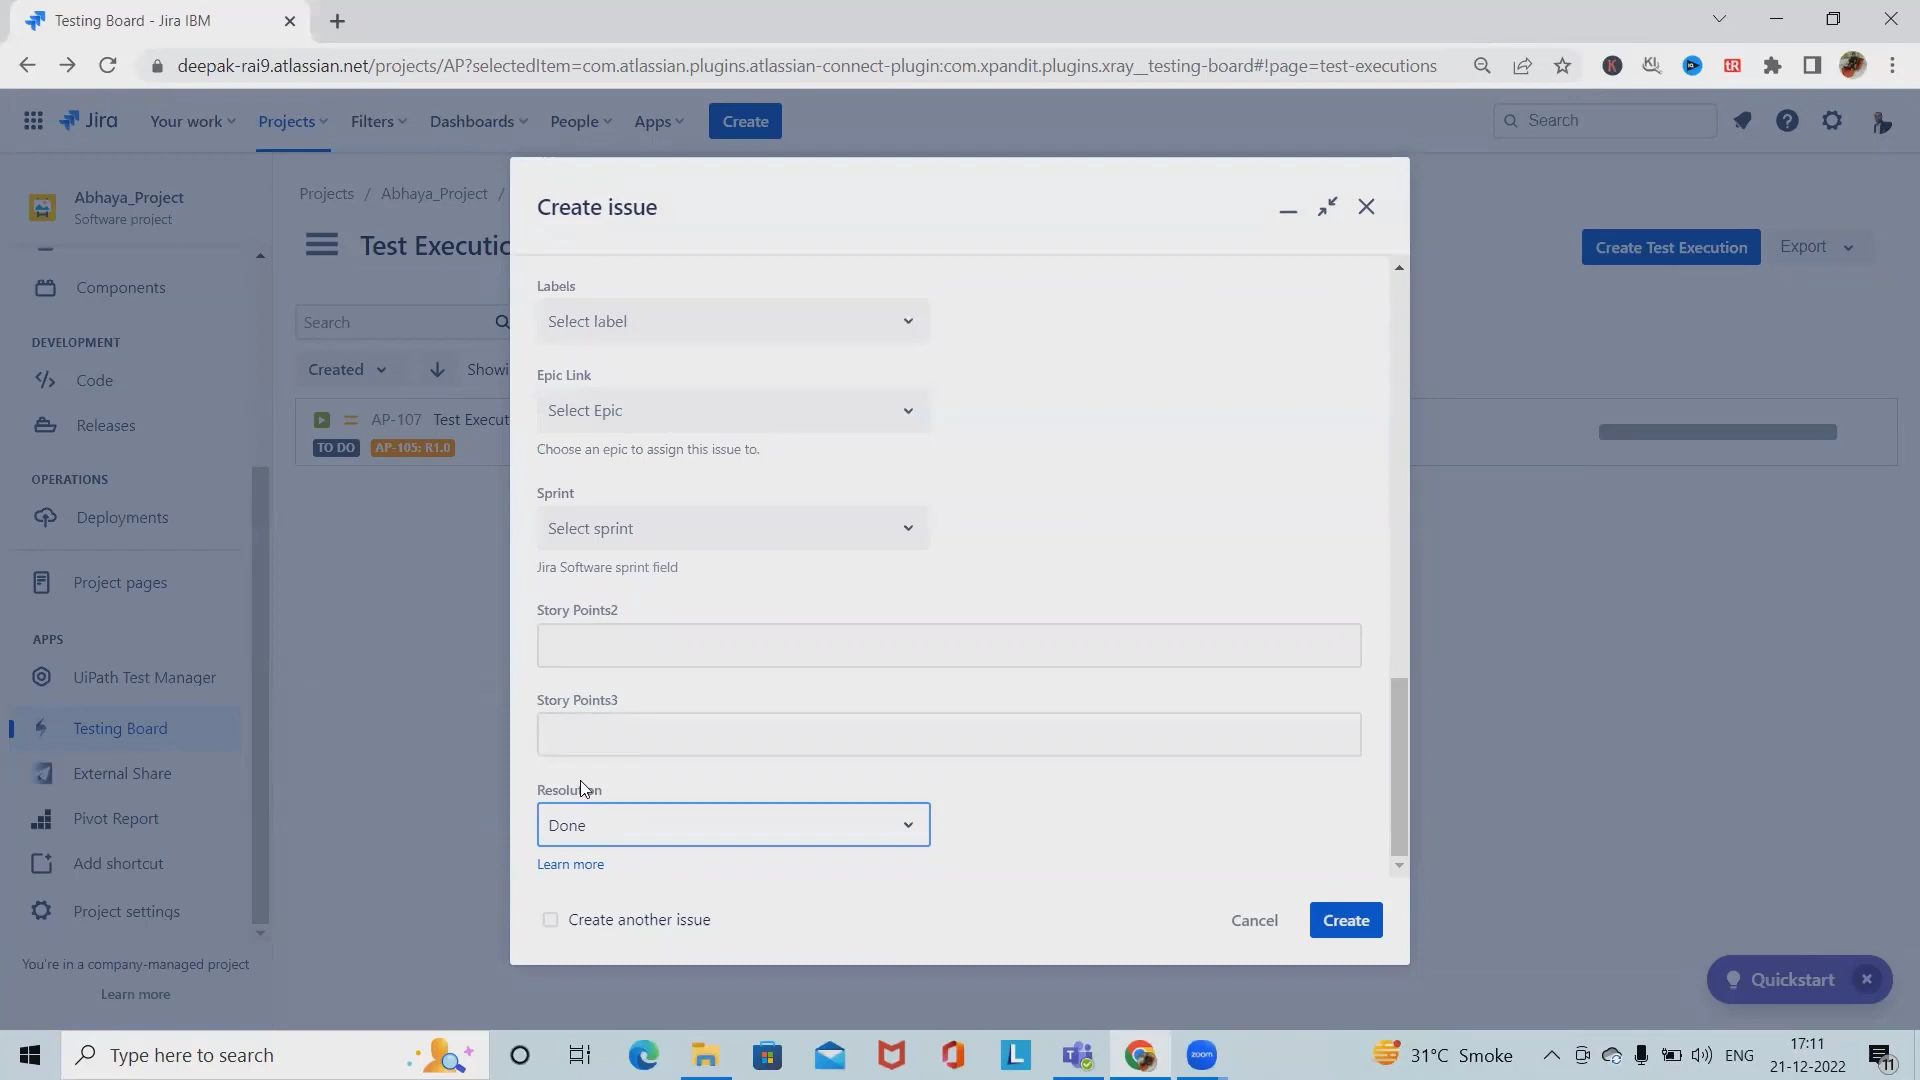 Testing Board - Jira IBM
deepak-rai9.atlassian.net/projects/AP?selectedItem=com.atlassian.plugins.atlassian-connect-plugin:com.xpandit.plugins.xray__testing-board#!page=test-executions
Jira
Your work
Projects
Filters
Dashboards
People
Apps
Create
Search
Abhaya_Project
Software project
Projects / Abhaya_Project /
Create issue
Test Executio
Create Test Execution
Export
Components
Labels
Select label
Search
DEVELOPMENT
Created
Showi
Code
Epic Link
Select Epic
AP-107 Test Execut
TO DO
AP-105: R1.0
Releases
Choose an epic to assign this issue to.
OPERATIONS
Sprint
Deployments
Select sprint
Jira Software sprint field
Project pages
Story Points2
APPS
UiPath Test Manager
Story Points3
Testing Board
External Share
Resolution
Pivot Report
Done
Add shortcut
Learn more
Project settings
Create another issue
Cancel
Create
You're in a company-managed project
Learn more
Quickstart
Type here to search
zoom
31°C Smoke
ENG
17:11
21-12-2022
11